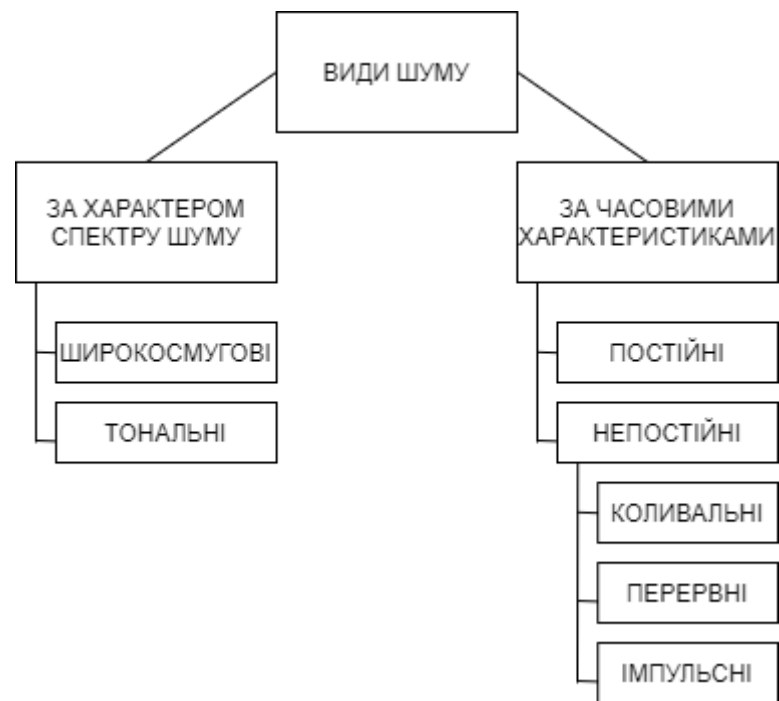 ВИДИ ШУМУ
ЗА ХАРАКТЕРОМ
СПЕКТРУ ШУМУ
ШИРОКОСМУГОВІ
ТОНАЛЬНІ
ЗА ЧАСОВИМИ
ХАРАКТЕРИСТИКАМИ
ПОСТІЙНІ
НЕПОСТІЙНІ
КОЛИВАЛЬНІ
ПЕРЕРВНІ
ІМПУЛЬСНІ